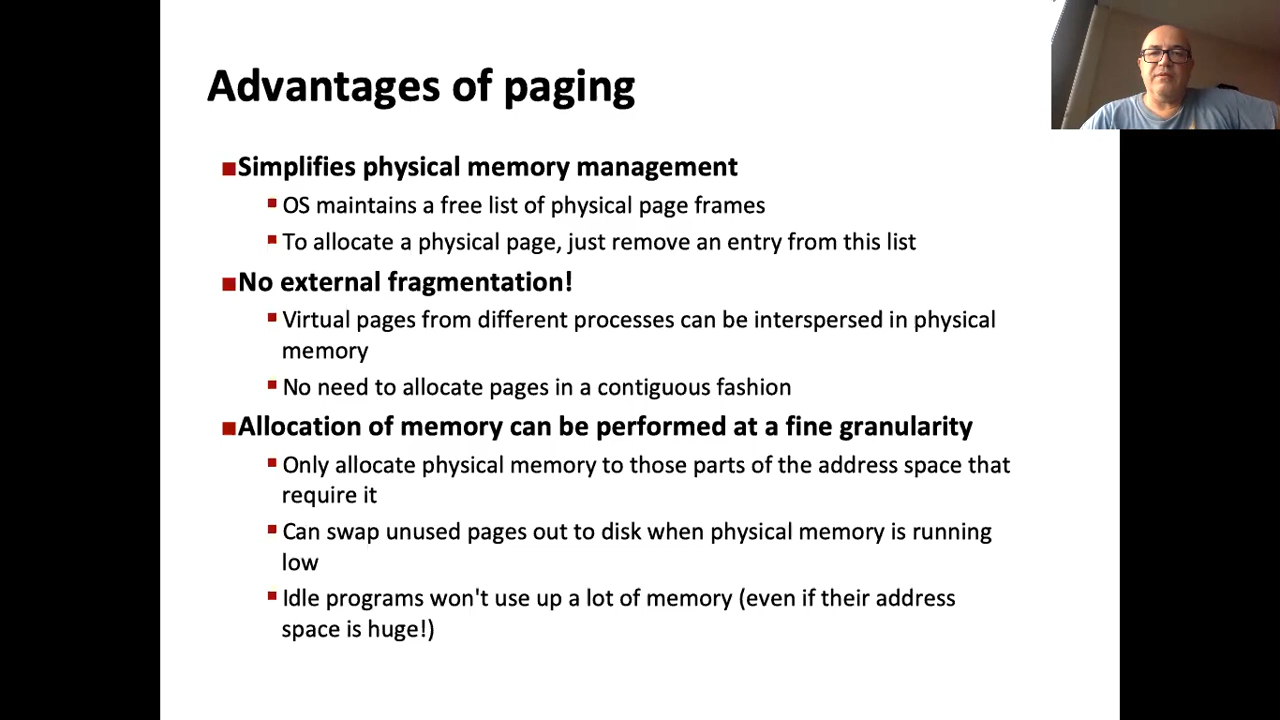 Advantages of paging
■Simplifies physical memory management
▪OS maintains a free list of physical page frames
▪To allocate a physical page, just remove an entry from this list
■No external fragmentation!
▪Virtual pages from different processes can be interspersed in physical
memory
▪No need to allocate pages in a contiguous fashion
■Allocation of memory can be performed at a fine granularity
▪Only allocate physical memory to those parts of the address space that
require it
▪Can swap unused pages out to disk when physical memory is running
low
▪Idle programs won't use up a lot of memory (even if their address
space is huge!)